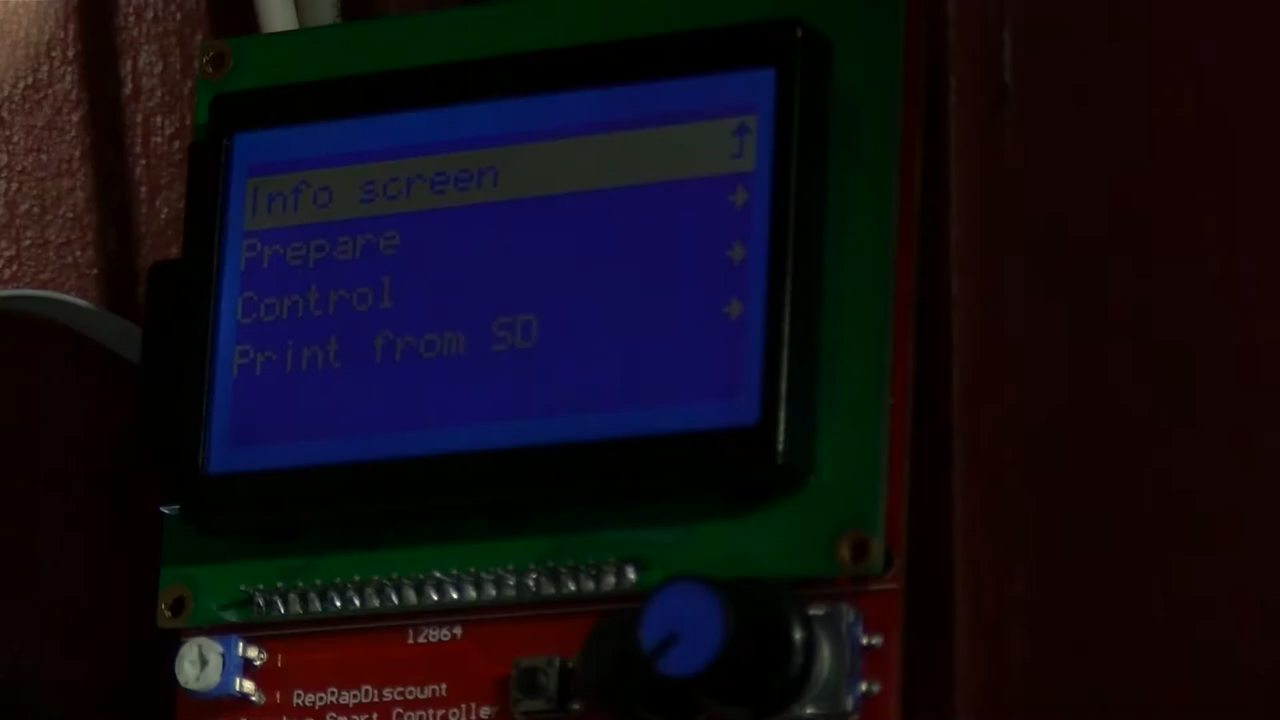 Info screen
Prepare
Control
Print from SD
12864
RepRapDiscount
Smart Controller